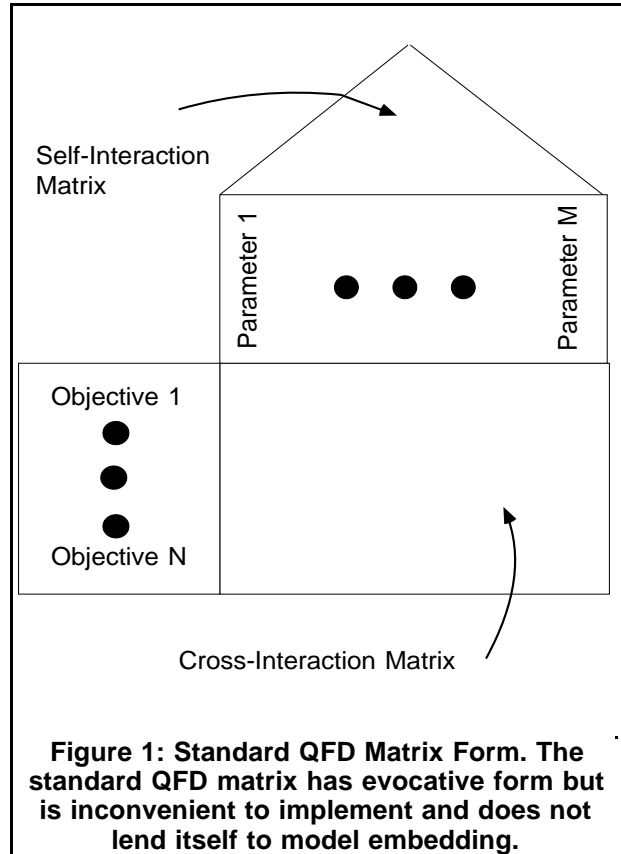 Self-Interaction
Matrix
Parameter 1
Parameter M
Objective 1
Objective N
Cross-Interaction Matrix
Figure 1: Standard QFD Matrix Form. The
standard QFD matrix has evocative form but
is inconvenient to implement and does not
lend itself to model embedding.